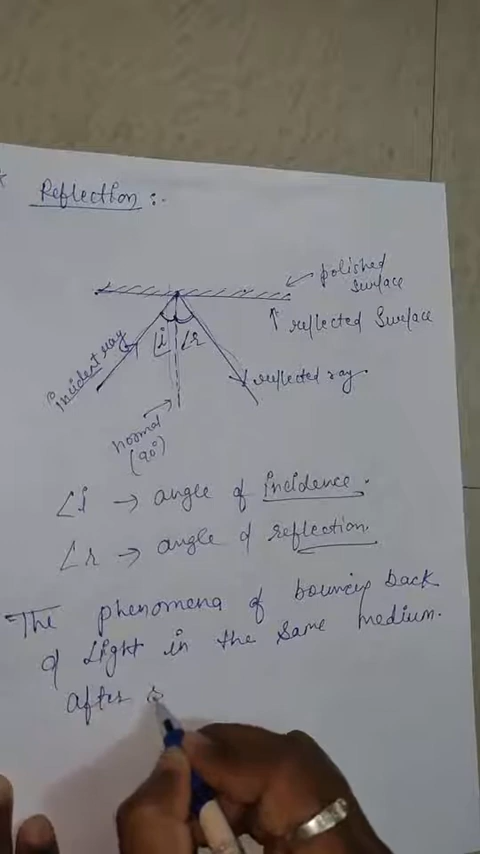 Reflection :-
polished
surface
reflected Surface
incident ray
∠i
∠r
reflected ray
normal
(90°)
∠i → angle of incidence.
∠r → angle of reflection.
The phenomena of bouncing back
of Light in the same medium.
after